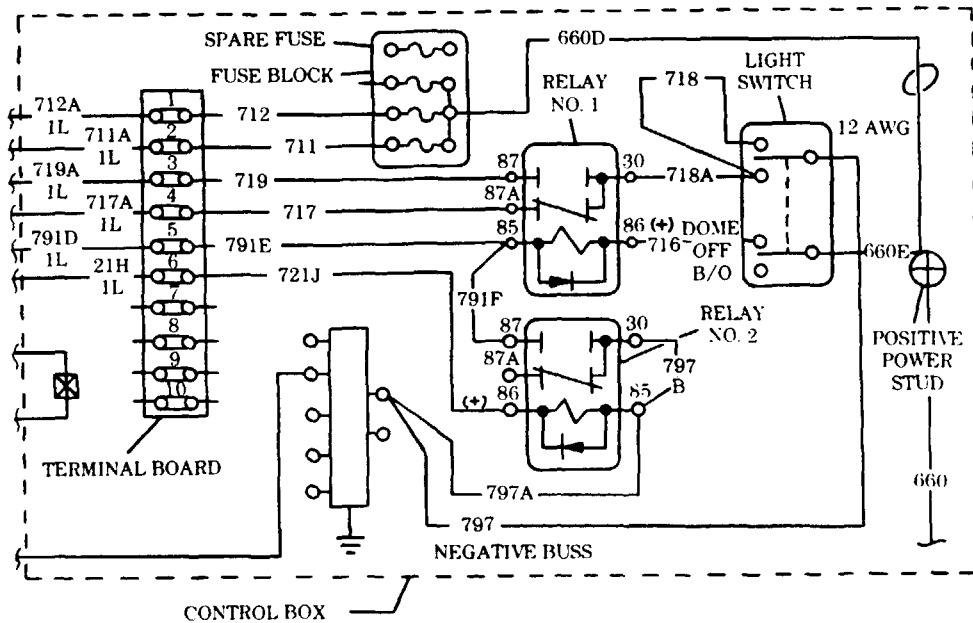 SPARE FUSE
FUSE BLOCK
660D
LIGHT
SWITCH
RELAY
NO. 1
718
12 AWG
712A
1L
1
712
711A
1L
2
711
719A
1L
3
719
87
30
718A
717A
1L
4
717
87A
791D
1L
5
791E
85
86 (+)
716
DOME
OFF
B/O
660E
21H
1L
6
721J
7
791F
RELAY
NO. 2
POSITIVE
POWER
STUD
8
87
30
9
87A
797
B
10
(+)
86
85
TERMINAL BOARD
797A
660
797
NEGATIVE BUSS
CONTROL BOX